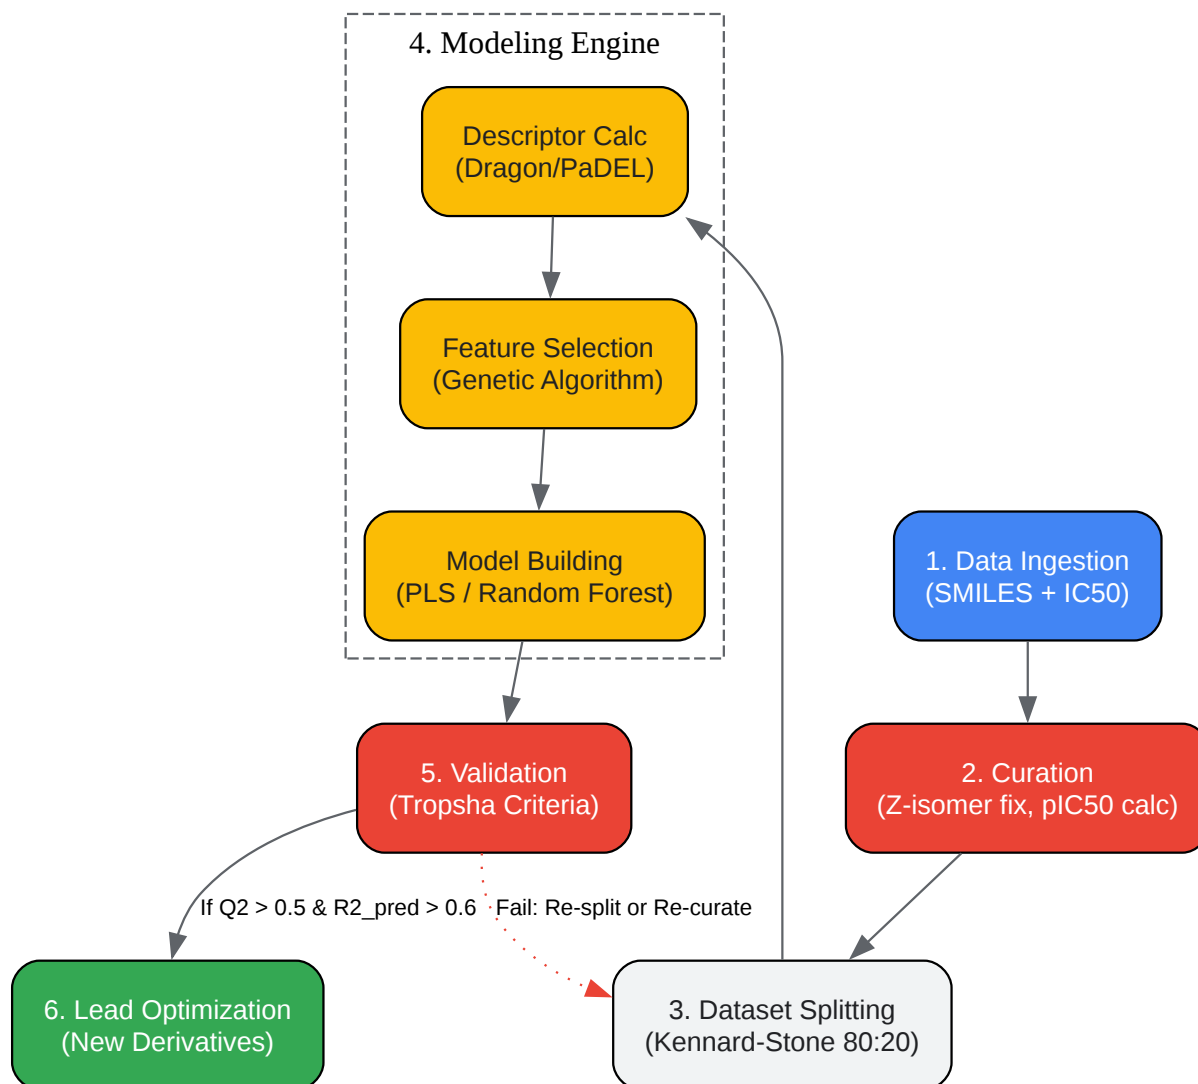 4. Modeling Engine
Descriptor Calc
(Dragon/PaDEL)
Feature Selection
(Genetic Algorithm)
Model Building
(PLS / Random Forest)
1. Data Ingestion
(SMILES + IC50)
5. Validation
(Tropsha Criteria)
2. Curation
(Z-isomer fix, pIC50 calc)
If Q2 > 0.5 & R2_pred > 0.6
Fail: Re-split or Re-curate
6. Lead Optimization
(New Derivatives)
3. Dataset Splitting
(Kennard-Stone 80:20)